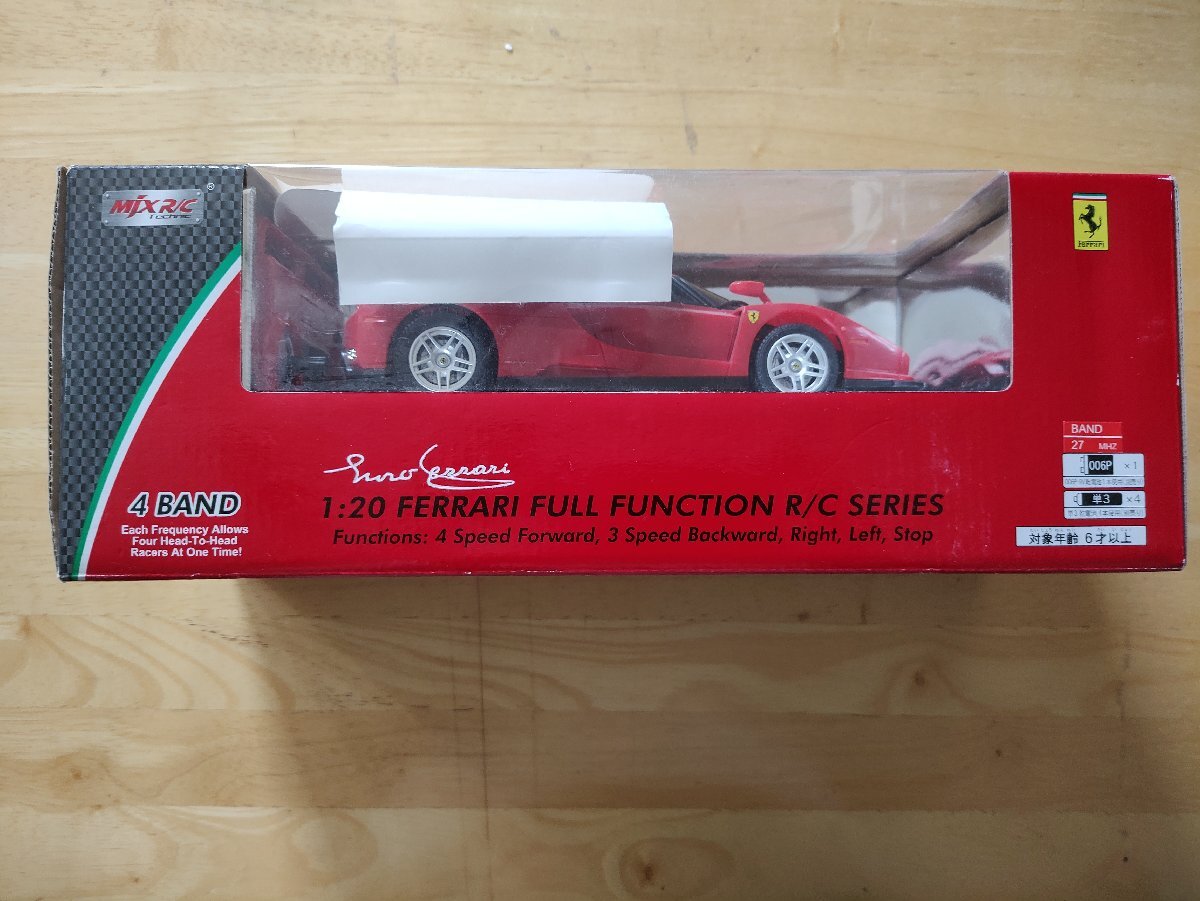 MJXR/C
Technic
®
Ferrari
Enzo Ferrari
4 BAND
Each Frequency Allows
Four Head-To-Head
Racers At One Time!
1:20 FERRARI FULL FUNCTION R/C SERIES
Functions: 4 Speed Forward, 3 Speed Backward, Right, Left, Stop
BAND
27 MHZ
006P ×1
単3 ×4
対象年齢 6才以上